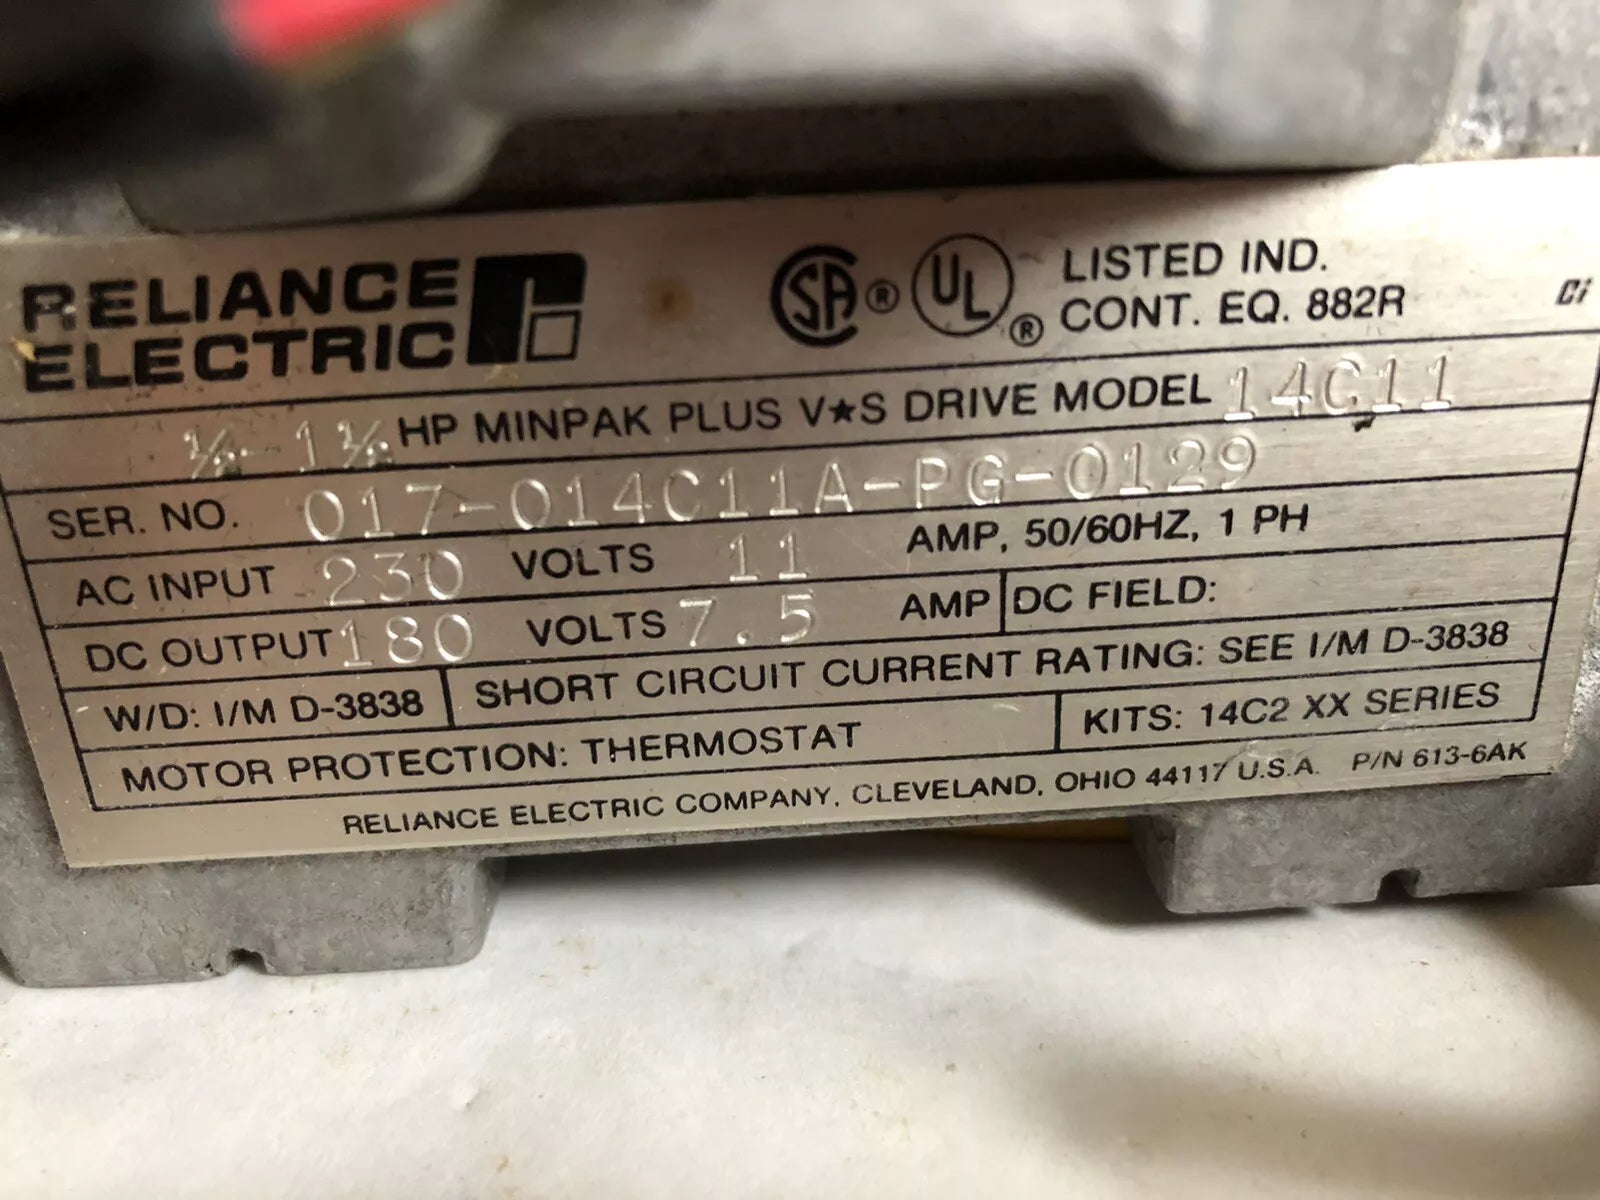 RELIANCE
ELECTRIC
SA ® UL ® LISTED IND.
CONT. EQ. 882R
HP MINPAK PLUS V★S DRIVE MODEL 14C11
SER. NO. 017-014C11A-PG-0129
AC INPUT 230 VOLTS 11 AMP, 50/60HZ, 1 PH
DC OUTPUT 180 VOLTS 7.5 AMP DC FIELD:
W/D: I/M D-3838 SHORT CIRCUIT CURRENT RATING: SEE I/M D-3838
MOTOR PROTECTION: THERMOSTAT KITS: 14C2 XX SERIES
RELIANCE ELECTRIC COMPANY, CLEVELAND, OHIO 44117 U.S.A. P/N 613-6AK